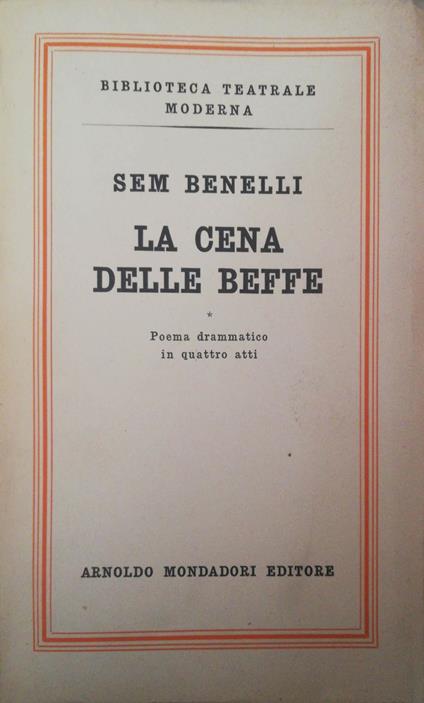 BIBLIOTECA TEATRALE
MODERNA
SEM BENELLI
LA CENA
DELLE BEFFE
*
Poema drammatico
in quattro atti
ARNOLDO MONDADORI EDITORE